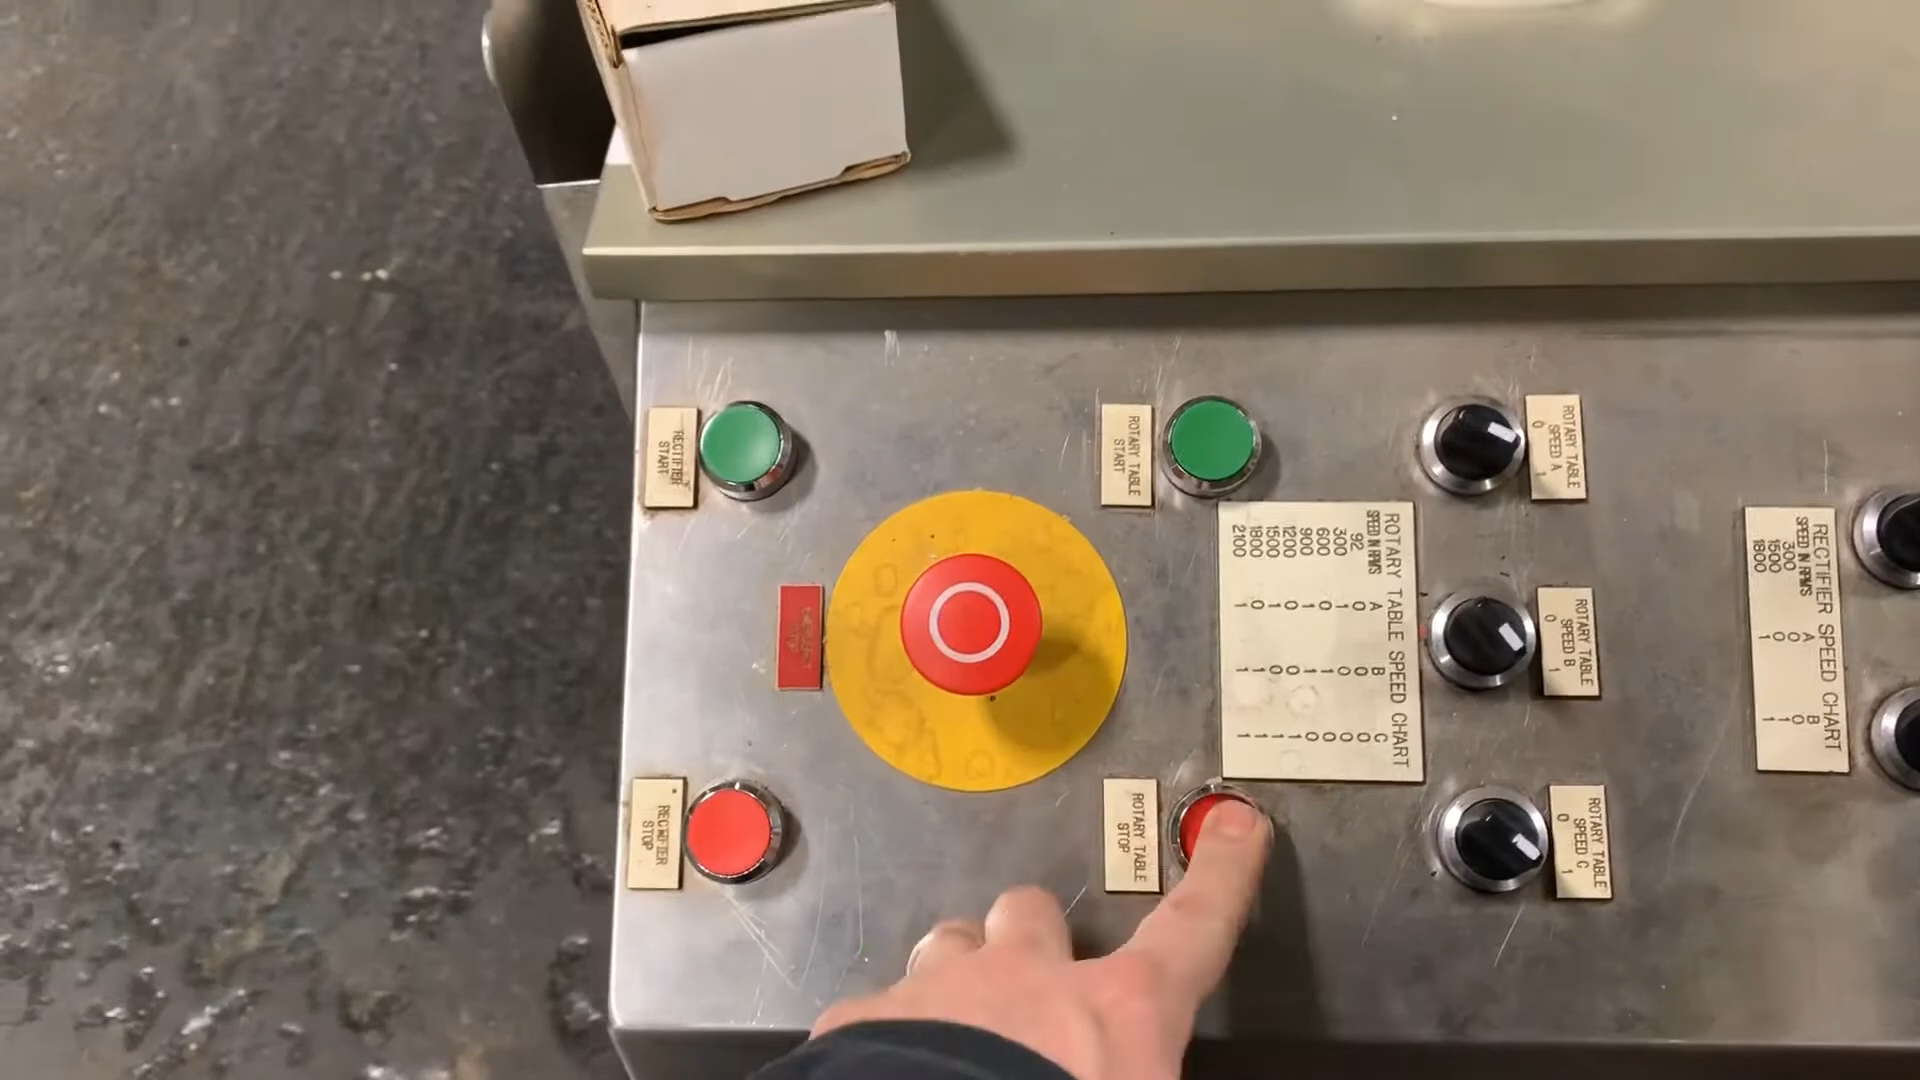 RECTIFIER
START
ROTARY TABLE
START
ROTARY TABLE
SPEED A
0 1
EMERGENCY
STOP
ROTARY TABLE SPEED CHART
SPEED IN RPM'S A B C
92 0 0 0
300 1 0 0
600 0 1 0
900 1 1 0
1200 0 0 1
1500 1 0 1
1800 0 1 1
2100 1 1 1
ROTARY TABLE
SPEED B
0 1
RECTIFIER SPEED CHART
SPEED IN RPM'S A B
300 0 0
1500 0 1
1800 1 1
RECTIFIER
STOP
ROTARY TABLE
STOP
ROTARY TABLE
SPEED C
0 1